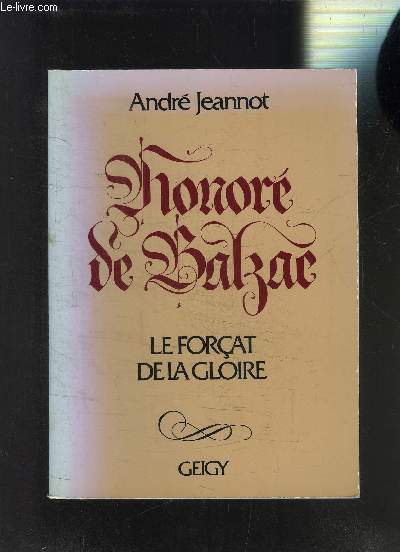 le-livre.com
André Jeannot
Honoré
de Balzac
LE FORÇAT
DE LA GLOIRE
GEIGY